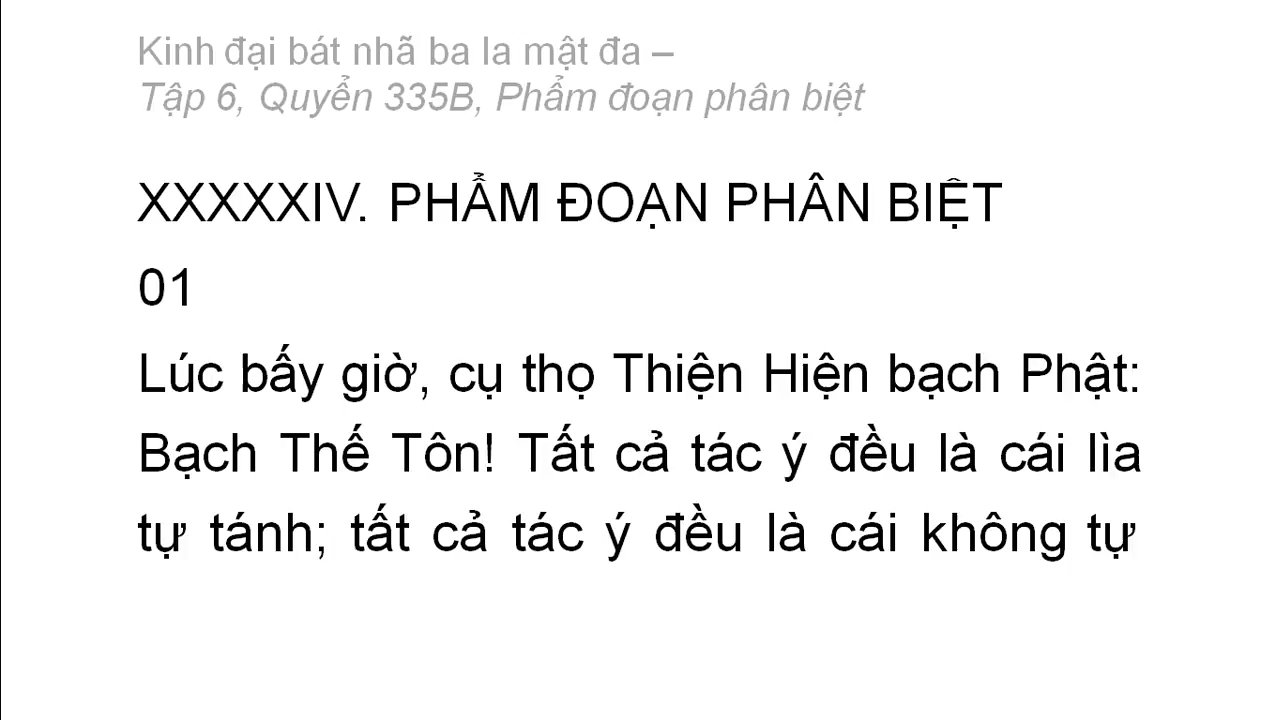 Kinh đại bát nhã ba la mật đa –
Tập 6, Quyển 335B, Phẩm đoạn phân biệt
XXXXXIV. PHẨM ĐOẠN PHÂN BIỆT
01
Lúc bấy giờ, cụ thọ Thiện Hiện bạch Phật:
Bạch Thế Tôn! Tất cả tác ý đều là cái lìa
tự tánh; tất cả tác ý đều là cái không tự